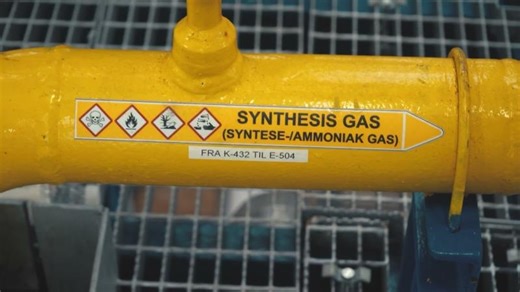 SYNTHESIS GAS
(SYNTESE-/AMMONIAK GAS)
FRA K-432 TIL E-504